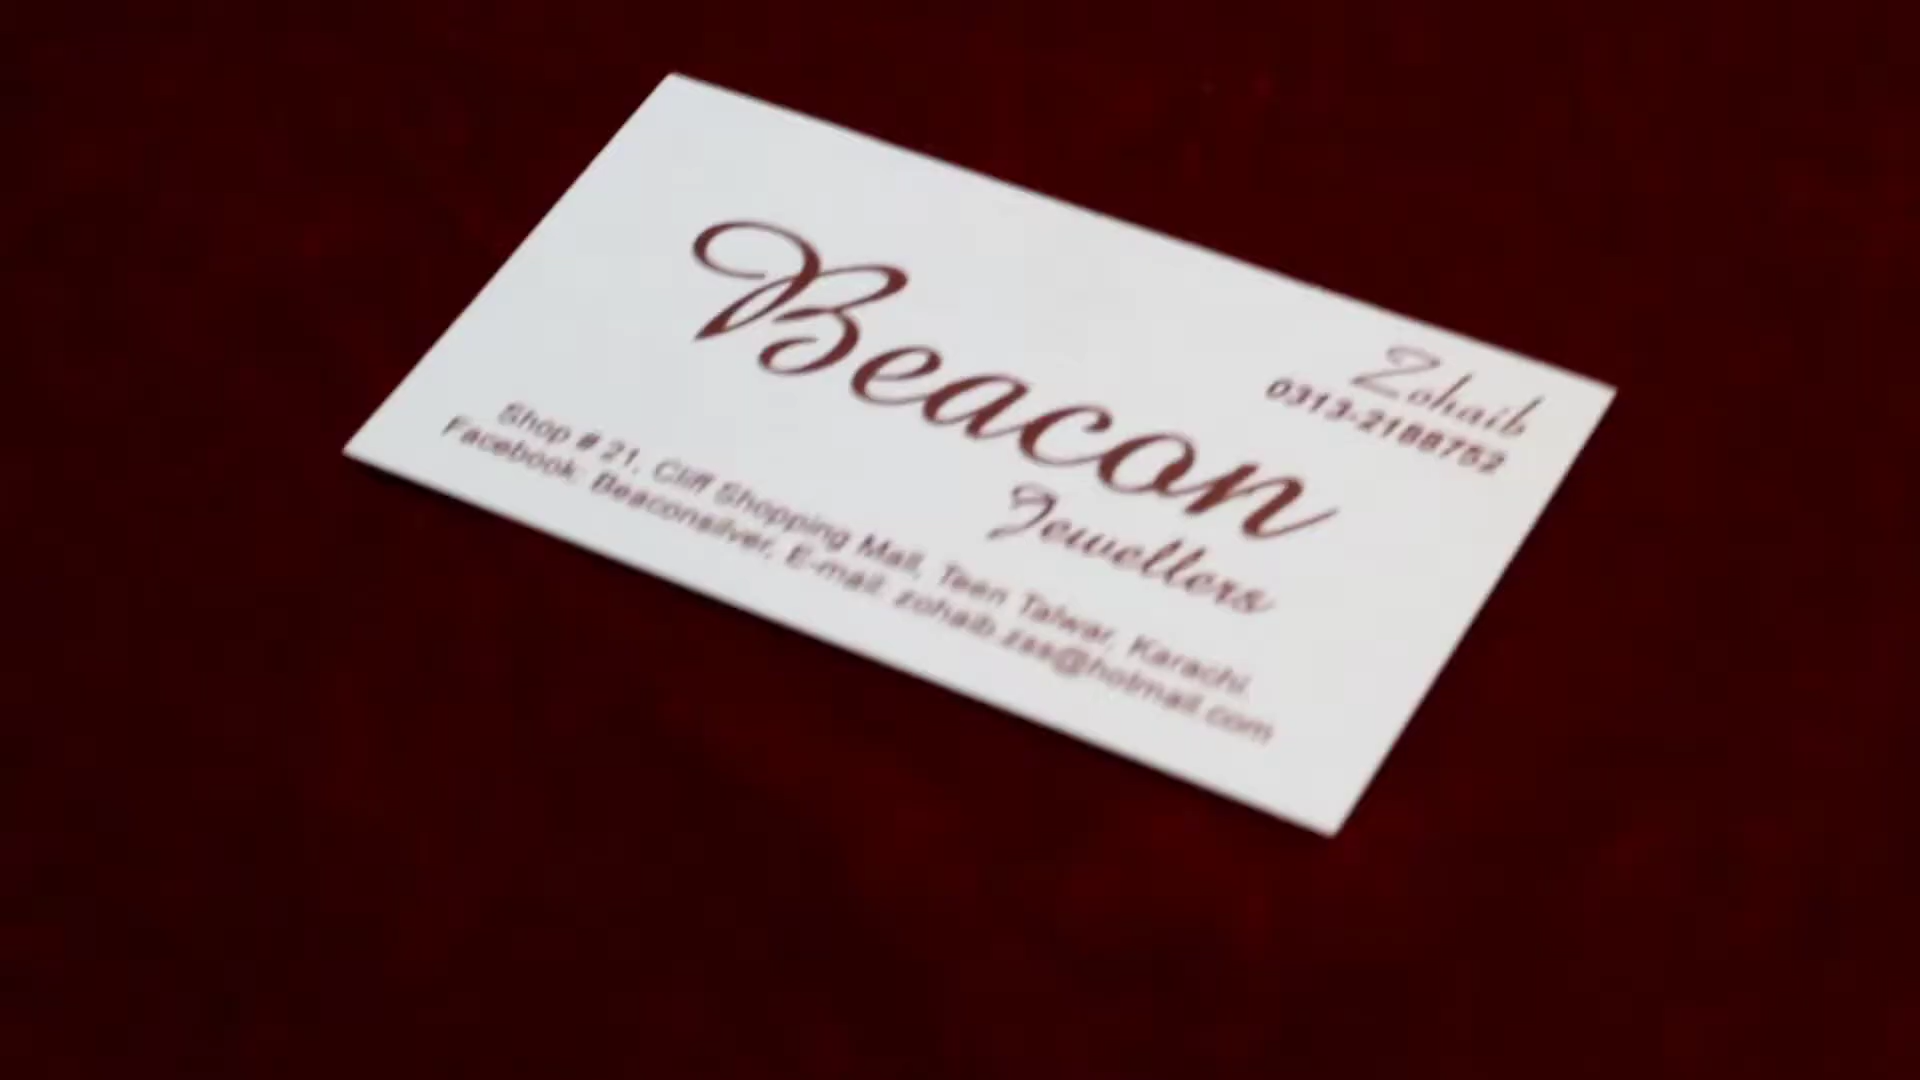 Zohaib
0313-2188752
Beacon
Jewellers
Shop # 21, Cliff Shopping Mall, Teen Talwar, Karachi.
Facebook: Beaconsilver, E-mail: zohaib.zss@hotmail.com